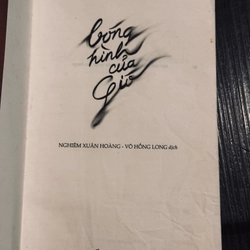 bóng
hình
của
Gió
NGHIÊM XUÂN HOÀNG - VÕ HỒNG LONG dịch